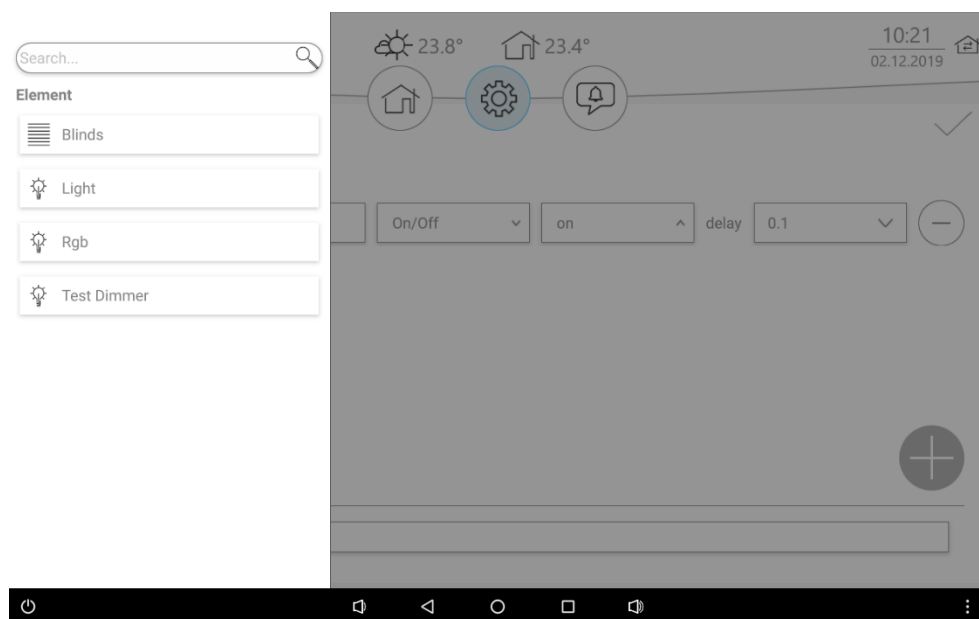 Search...
Element
Blinds
Light
Rgb
Test Dimmer
23.8° 23.4°
10:21
02.12.2019
On/Off on delay 0.1